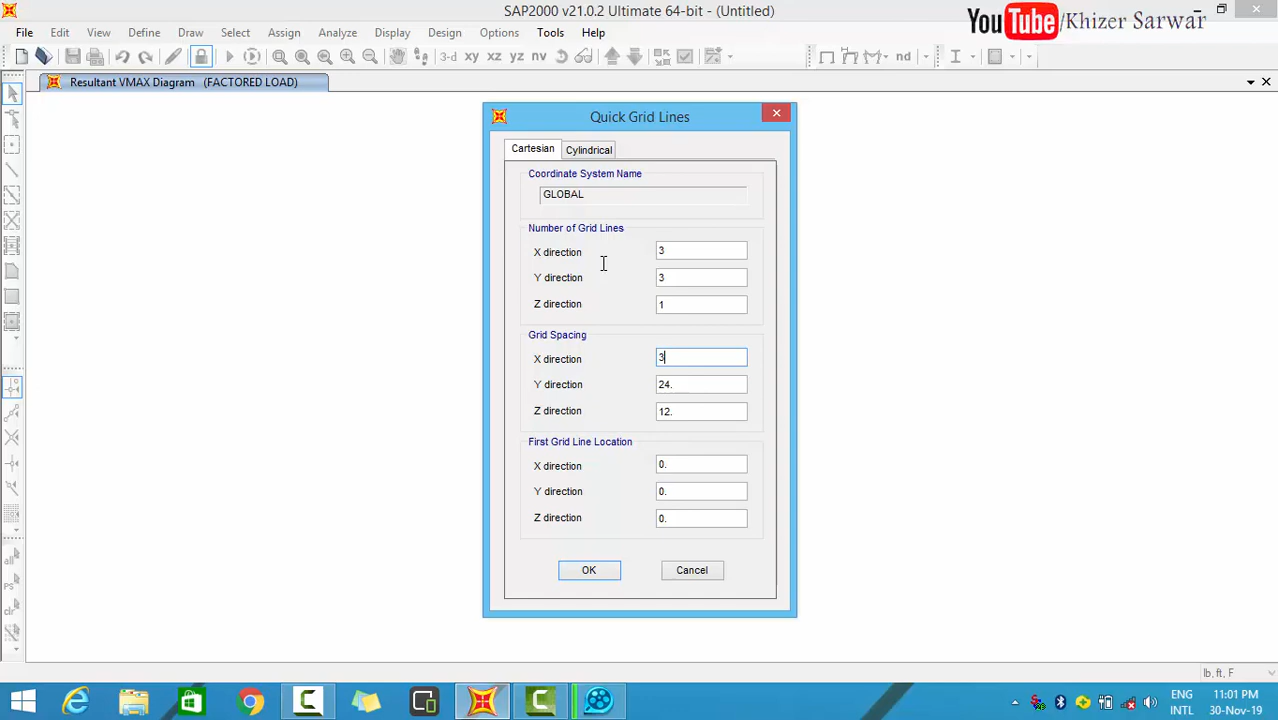 SAP2000 v21.0.2 Ultimate 64-bit - (Untitled)
YouTube/Khizer Sarwar
File Edit View Define Draw Select Assign Analyze Display Design Options Tools Help
3-d xy xz yz nv nd
Resultant VMAX Diagram (FACTORED LOAD)
Quick Grid Lines
Cartesian Cylindrical
Coordinate System Name
GLOBAL
Number of Grid Lines
X direction 3
Y direction 3
Z direction 1
Grid Spacing
X direction 3
Y direction 24.
Z direction 12.
First Grid Line Location
X direction 0.
Y direction 0.
Z direction 0.
OK Cancel
all
PS
clr
lb, ft, F
ENG 11:01 PM
INTL 30-Nov-19